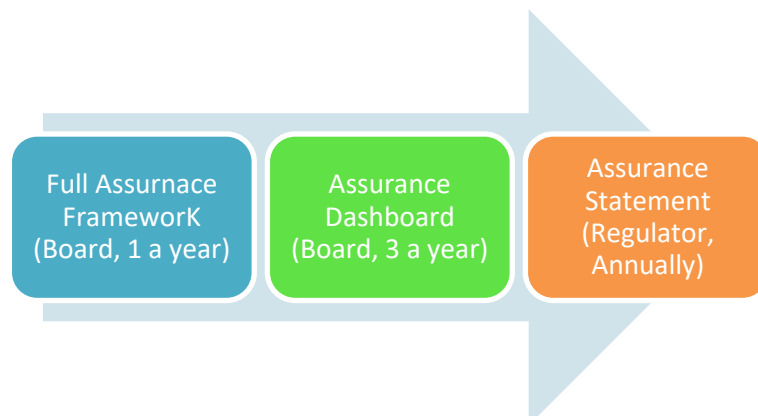 Full Assurnace
FrameworK
(Board, 1 a year)
Assurance
Dashboard
(Board, 3 a year)
Assurance
Statement
(Regulator,
Annually)